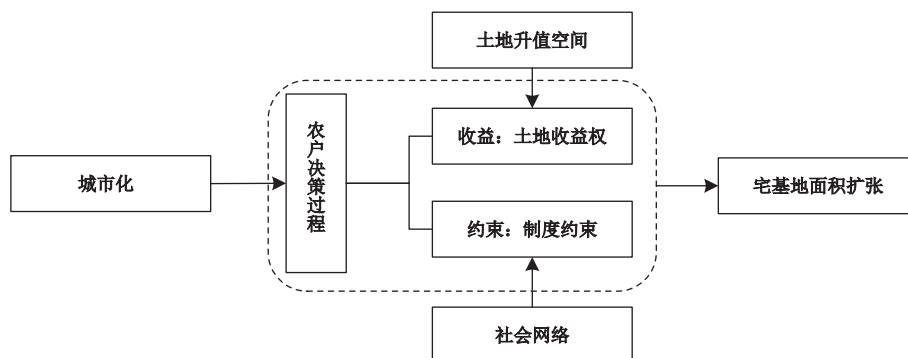 土地升值空间
农户决策过程
收益：土地收益权
城市化
宅基地面积扩张
约束：制度约束
社会网络